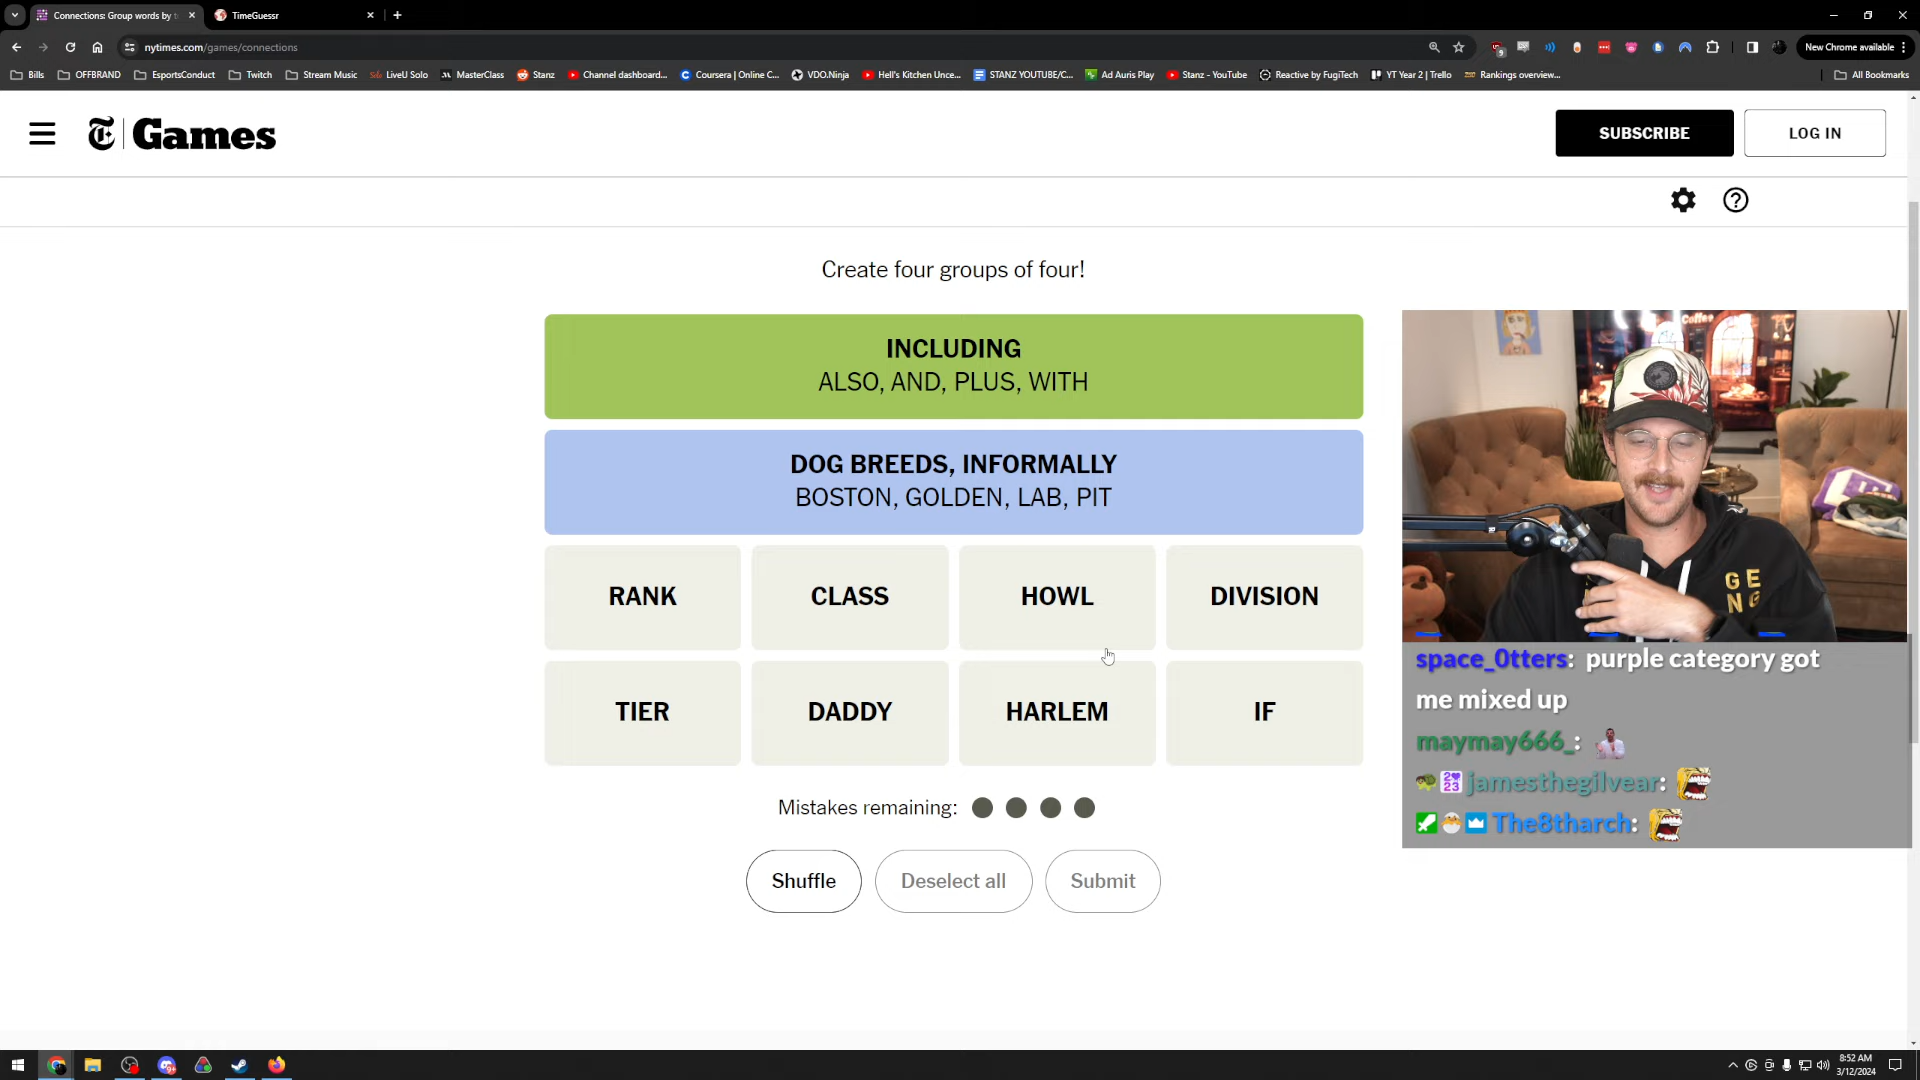 Connections: Group words by t
TimeGuessr
nytimes.com/games/connections
New Chrome available
Bills
OFFBRAND
EsportsConduct
Twitch
Stream Music
LiveU Solo
MasterClass
Stanz
Channel dashboard...
Coursera | Online C...
VDO.Ninja
Hell's Kitchen Unce...
STANZ YOUTUBE/C...
Ad Auris Play
Stanz - YouTube
Reactive by FugiTech
YT Year 2 | Trello
Rankings overview...
All Bookmarks
Games
SUBSCRIBE
LOG IN
Create four groups of four!
INCLUDING
ALSO, AND, PLUS, WITH
DOG BREEDS, INFORMALLY
BOSTON, GOLDEN, LAB, PIT
RANK CLASS HOWL DIVISION
TIER DADDY HARLEM IF
Mistakes remaining:
Shuffle
Deselect all
Submit
Coffee
GE
NG
space_0tters: purple category got
me mixed up
maymay666_:
jamesthegilvear:
The8tharch:
8:52 AM
3/12/2024